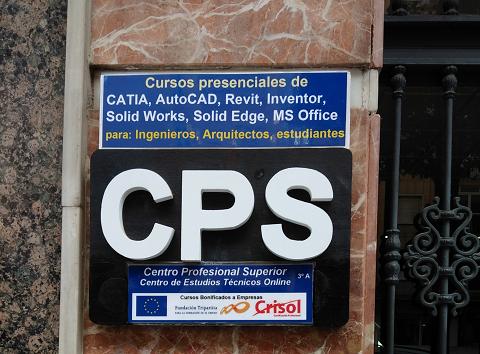 Cursos presenciales de
CATIA, AutoCAD, Revit, Inventor,
Solid Works, Solid Edge, MS Office
para: Ingenieros, Arquitectos, estudiantes
CPS
Centro Profesional Superior 3º A
Centro de Estudios Técnicos Online
Cursos Bonificados a Empresas
Fundación Tripartita
Crisol